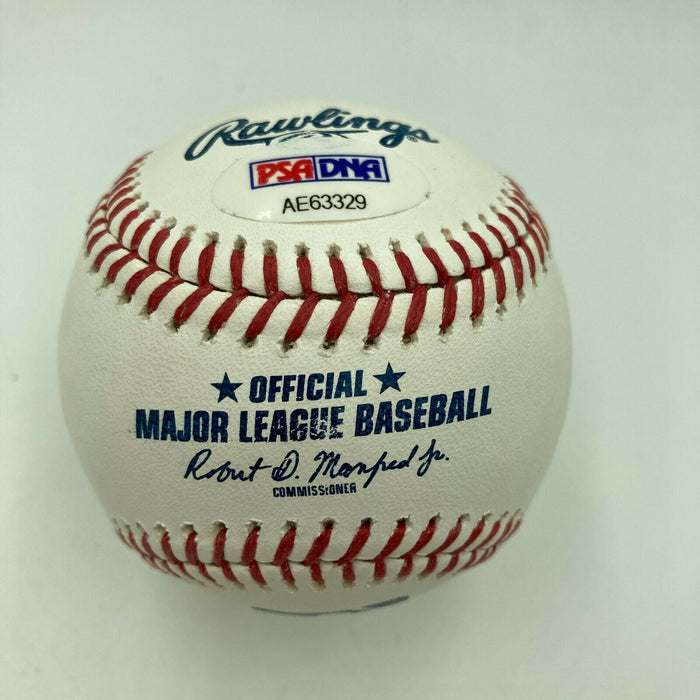 Rawlings®
PSA DNA
AE63329
★ OFFICIAL ★
MAJOR LEAGUE BASEBALL
Robert D. Manfred Jr.
COMMISSIONER